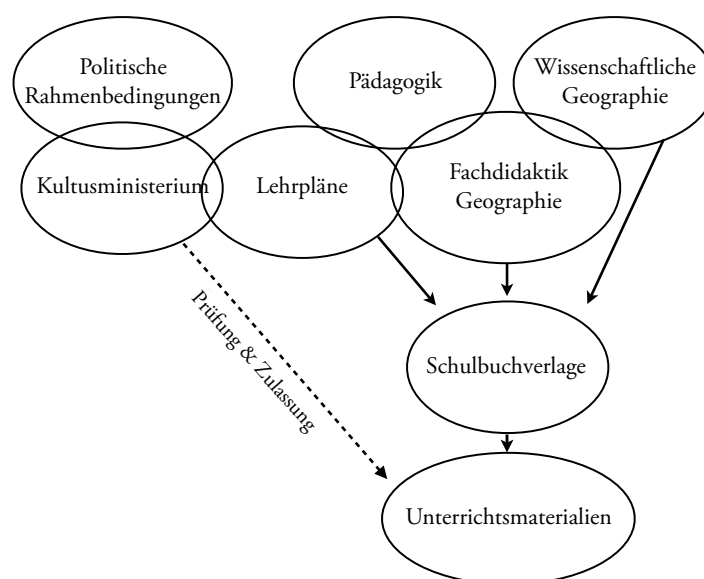 Politische
Rahmenbedingungen
Pädagogik
Wissenschaftliche
Geographie
Kultusministerium
Lehrpläne
Fachdidaktik
Geographie
Prüfung & Zulassung
Schulbuchverlage
Unterrichtsmaterialien